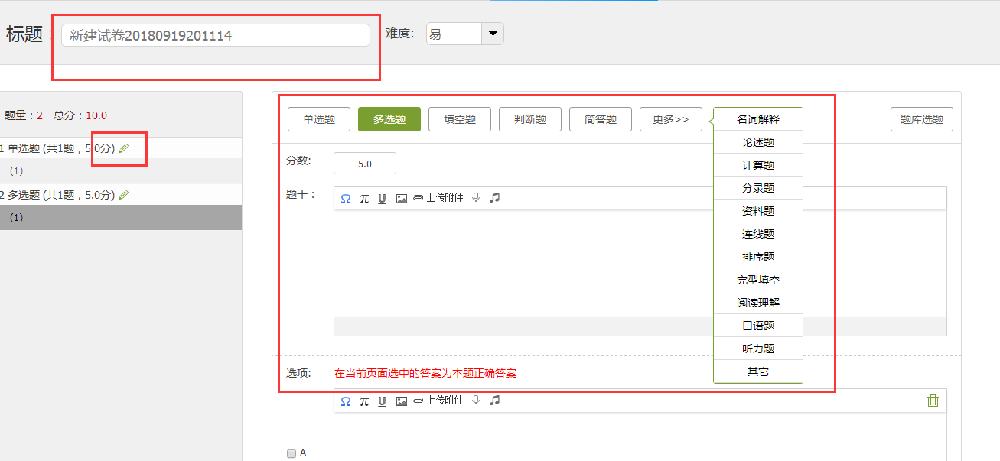 标题: 新建试卷20180919201114 难度: 易
题量：2 总分：10.0
1 单选题 (共1题，5.0分)
(1)
2 多选题 (共1题，5.0分)
(1)
单选题 多选题 填空题 判断题 简答题 更多>> 题库选题
名词解释
论述题
计算题
分录题
资料题
连线题
排序题
完型填空
阅读理解
口语题
听力题
其它
分数: 5.0
题干： Ω π U 上传附件
选项: 在当前页面选中的答案为本题正确答案
Ω π U 上传附件
A